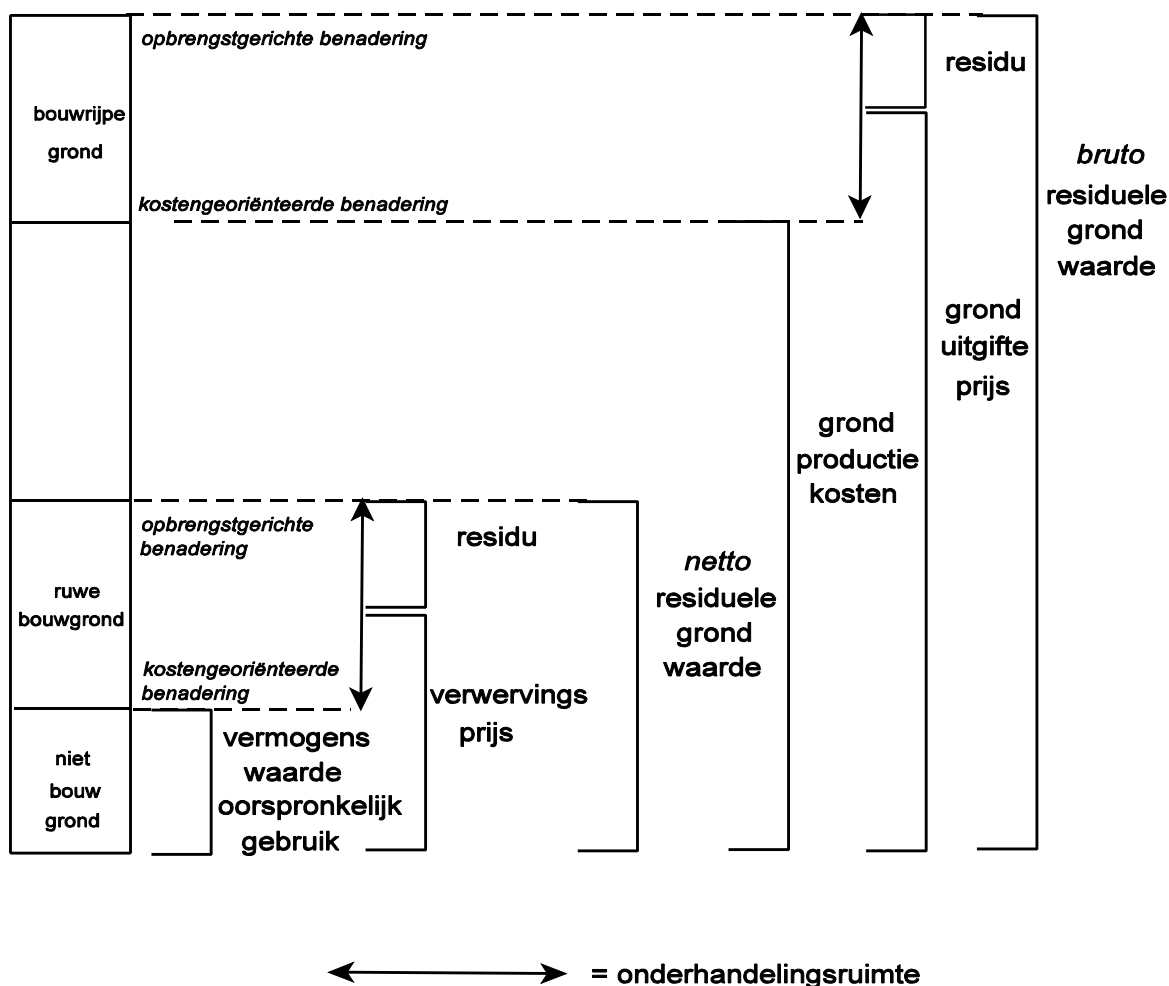 opbrengstgerichte benadering
residu
bouwrijpe
grond
bruto
residuele
grond
waarde
kostengeoriënteerde benadering
grond
uitgifte
prijs
grond
productie
kosten
opbrengstgerichte
benadering
residu
netto
residuele
grond
waarde
ruwe
bouwgrond
kostengeoriënteerde
benadering
verwervings
prijs
niet
bouw
grond
vermogens
waarde
oorspronkelijk
gebruik
= onderhandelingsruimte